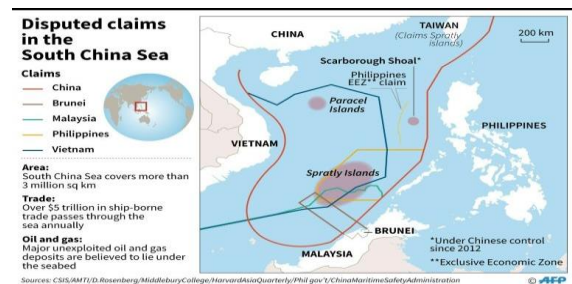 Disputed claims
in the
South China Sea
Claims
China
Brunei
Malaysia
Philippines
Vietnam
Area:
South China Sea covers more than
3 million sq km
Trade:
Over $5 trillion in ship-borne
trade passes through the
sea annually
Oil and gas:
Major unexploited oil and gas
deposits are believed to lie under
the seabed
CHINA
TAIWAN
(Claims Spratly
islands)
200 km
Scarborough Shoal*
Philippines
EEZ** claim
Paracel
Islands
PHILIPPINES
VIETNAM
Spratly Islands
BRUNEI
MALAYSIA
*Under Chinese control
since 2012
**Exclusive Economic Zone
Sources: CSIS/AMTI/D.Rosenberg/MiddleburyCollege/HarvardAsiaQuarterly/Phil gov't/ChinaMaritimeSafetyAdministration
© AFP